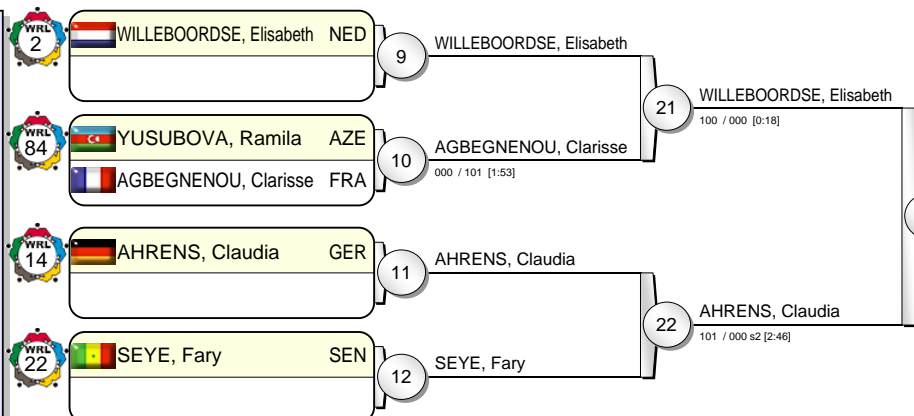 WRL
2
WILLEBOORDSE, Elisabeth NED
9
WILLEBOORDSE, Elisabeth
21
WILLEBOORDSE, Elisabeth
100 / 000 [0:18]
WRL
84
YUSUBOVA, Ramila AZE
AGBEGNENOU, Clarisse FRA
10
AGBEGNENOU, Clarisse
000 / 101 [1:53]
WRL
14
AHRENS, Claudia GER
11
AHRENS, Claudia
22
AHRENS, Claudia
101 / 000 s2 [2:46]
WRL
22
SEYE, Fary SEN
12
SEYE, Fary